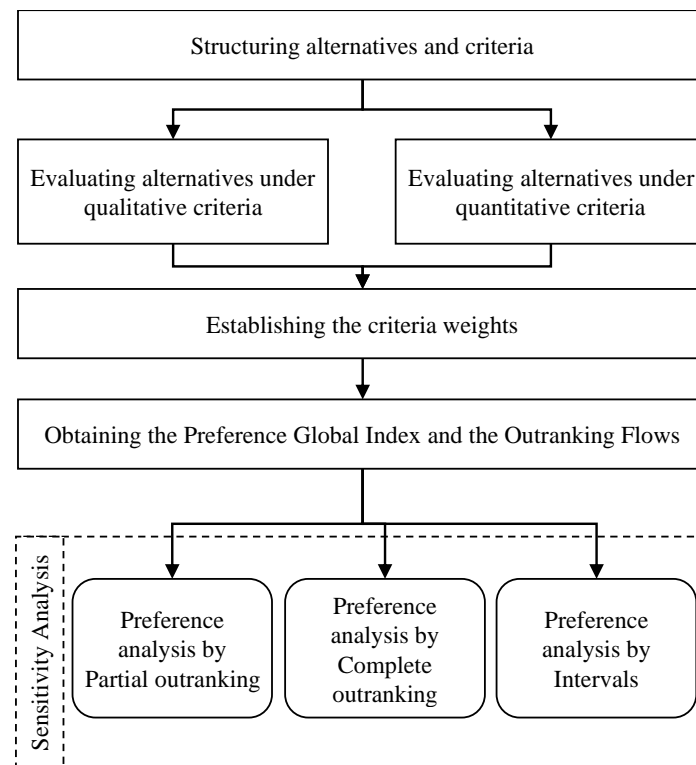 Structuring alternatives and criteria
Evaluating alternatives under
qualitative criteria
Evaluating alternatives under
quantitative criteria
Establishing the criteria weights
Obtaining the Preference Global Index and the Outranking Flows
Sensitivity Analysis
Preference
analysis by
Partial outranking
Preference
analysis by
Complete
outranking
Preference
analysis by
Intervals